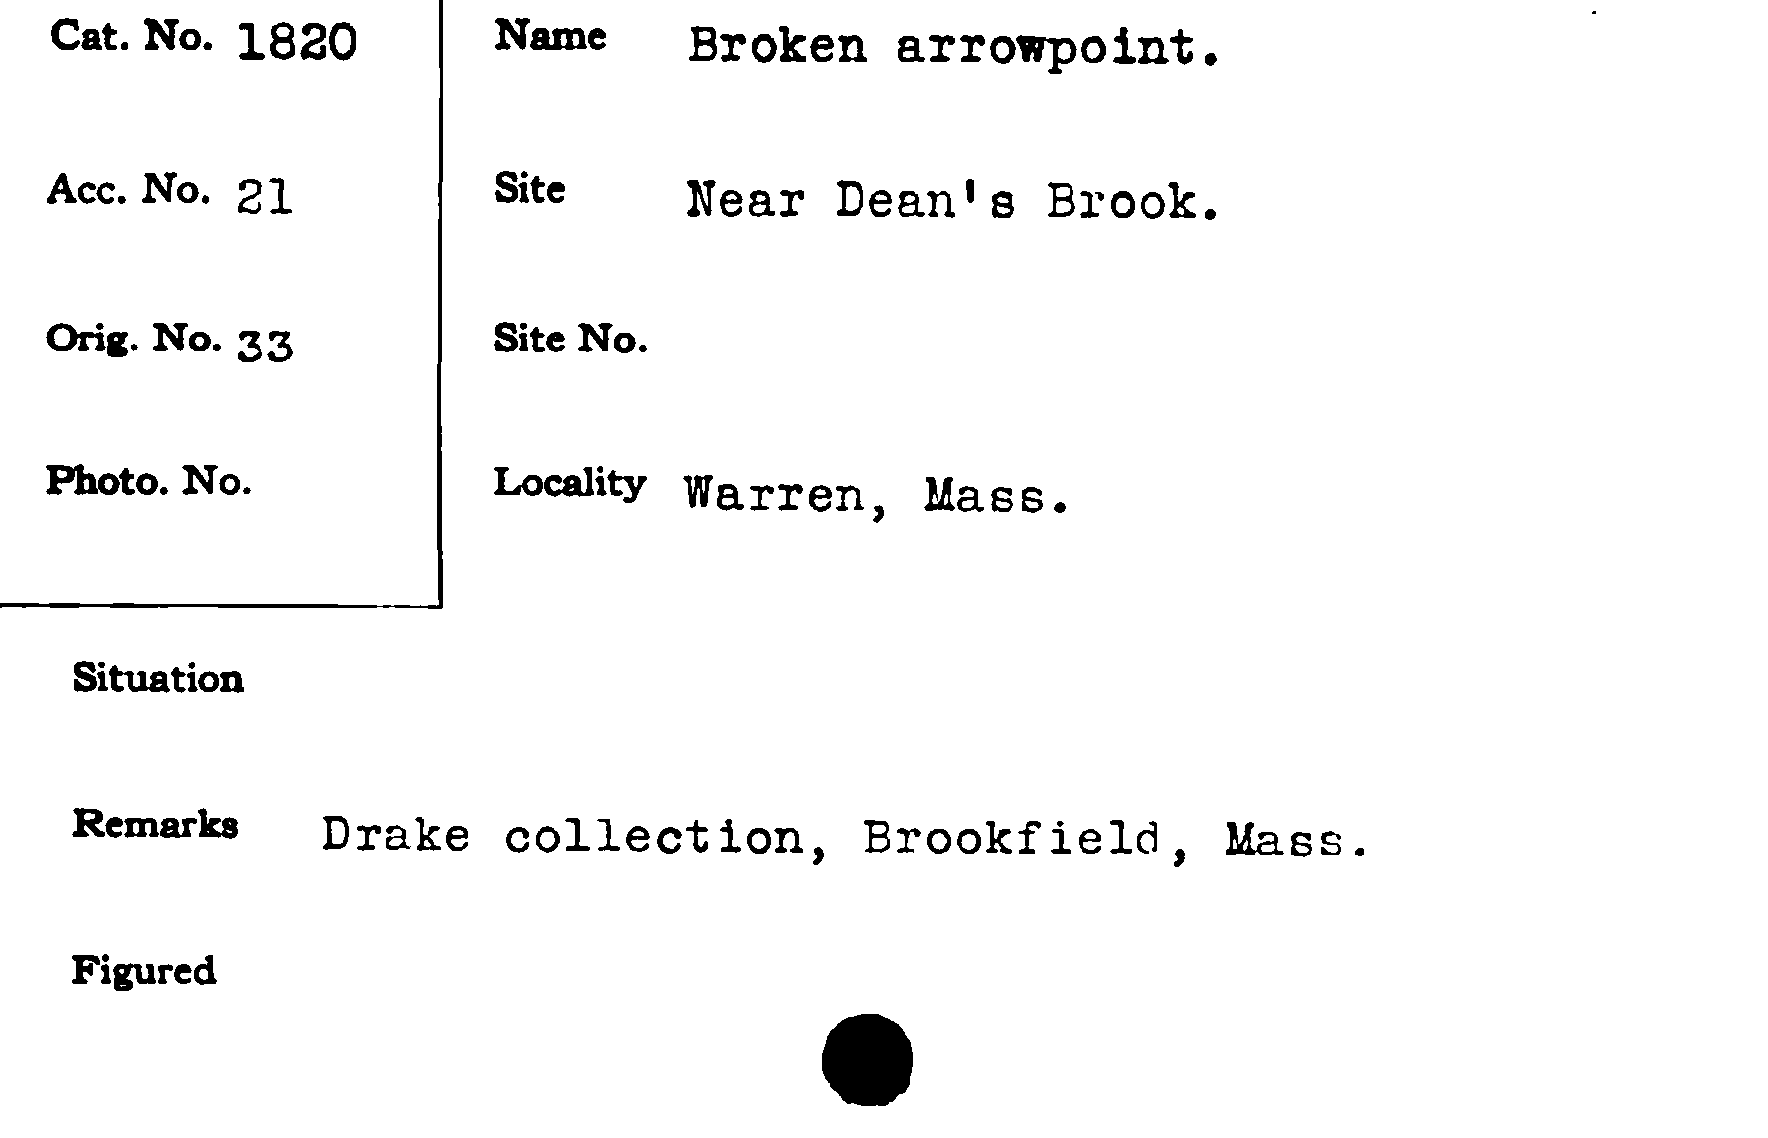 Cat. No. 1820
Name Broken arrowpoint.
Acc. No. 21
Site Near Dean's Brook.
Orig. No. 33
Site No.
Photo. No.
Locality Warren, Mass.
Situation
Remarks Drake collection, Brookfield, Mass.
Figured